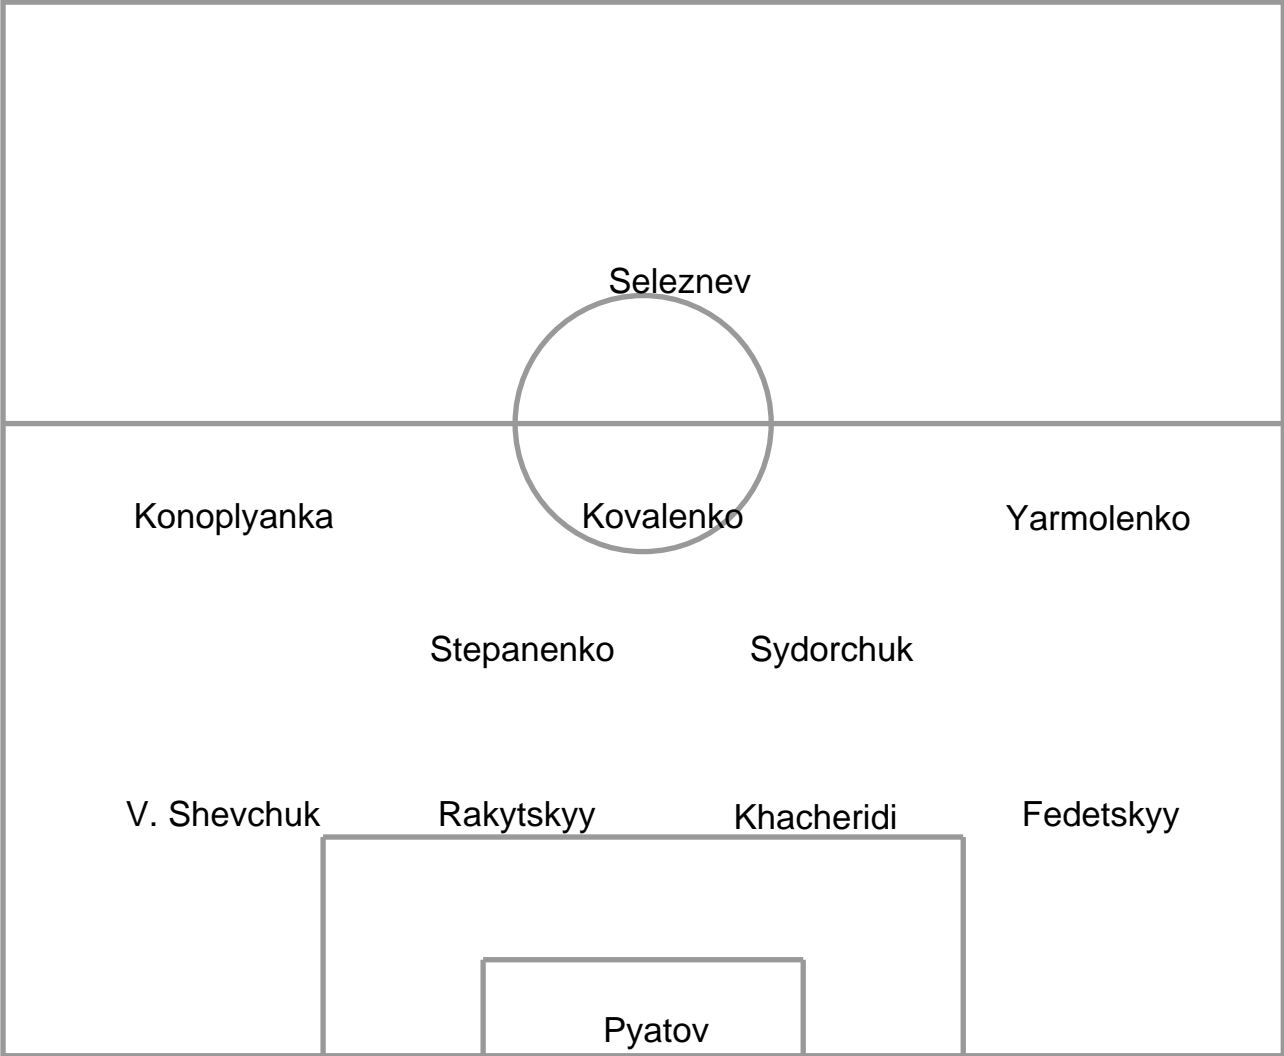 Seleznev
Konoplyanka Kovalenko Yarmolenko
Stepanenko Sydorchuk
V. Shevchuk Rakytskyy Khacheridi Fedetskyy
Pyatov